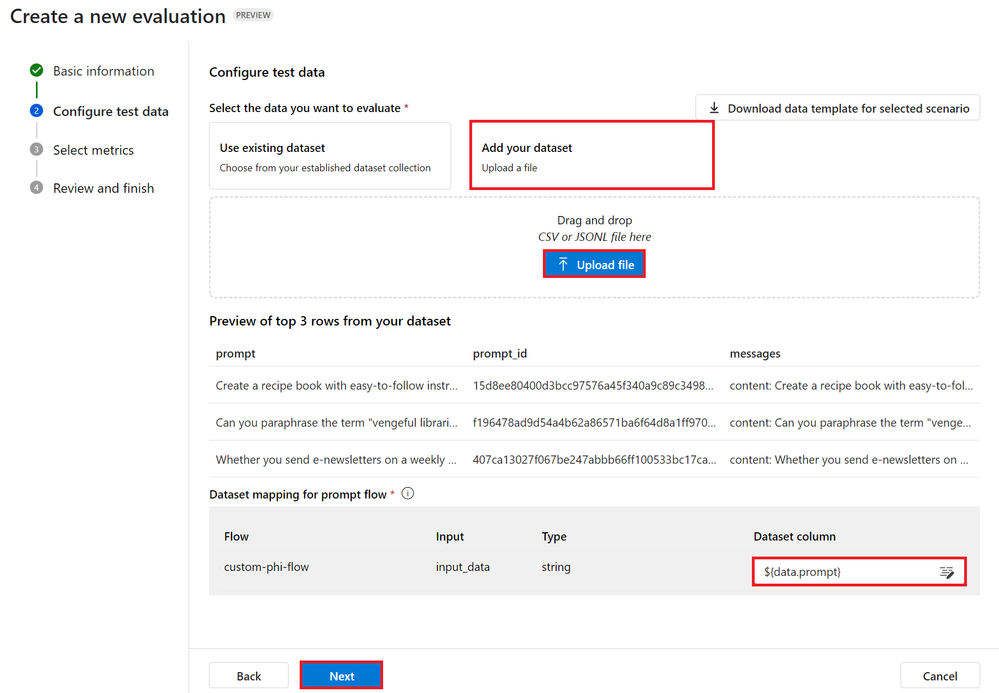 Create a new evaluation PREVIEW
Basic information
2 Configure test data
3 Select metrics
4 Review and finish
Configure test data
Select the data you want to evaluate *
Download data template for selected scenario
Use existing dataset
Choose from your established dataset collection
Add your dataset
Upload a file
Drag and drop
CSV or JSONL file here
Upload file
Preview of top 3 rows from your dataset
prompt prompt_id messages
Create a recipe book with easy-to-follow instr... 15d8ee80400d3bcc97576a45f340a9c89c3498... content: Create a recipe book with easy-to-fol...
Can you paraphrase the term "vengeful librari... f196478ad9d54a4b62a86571ba6f64d8a1ff970... content: Can you paraphrase the term "venge...
Whether you send e-newsletters on a weekly ... 407ca13027f067be247abbb66ff100533bc17ca... content: Whether you send e-newsletters on ...
Dataset mapping for prompt flow *
Flow Input Type Dataset column
custom-phi-flow input_data string ${data.prompt}
Back Next Cancel